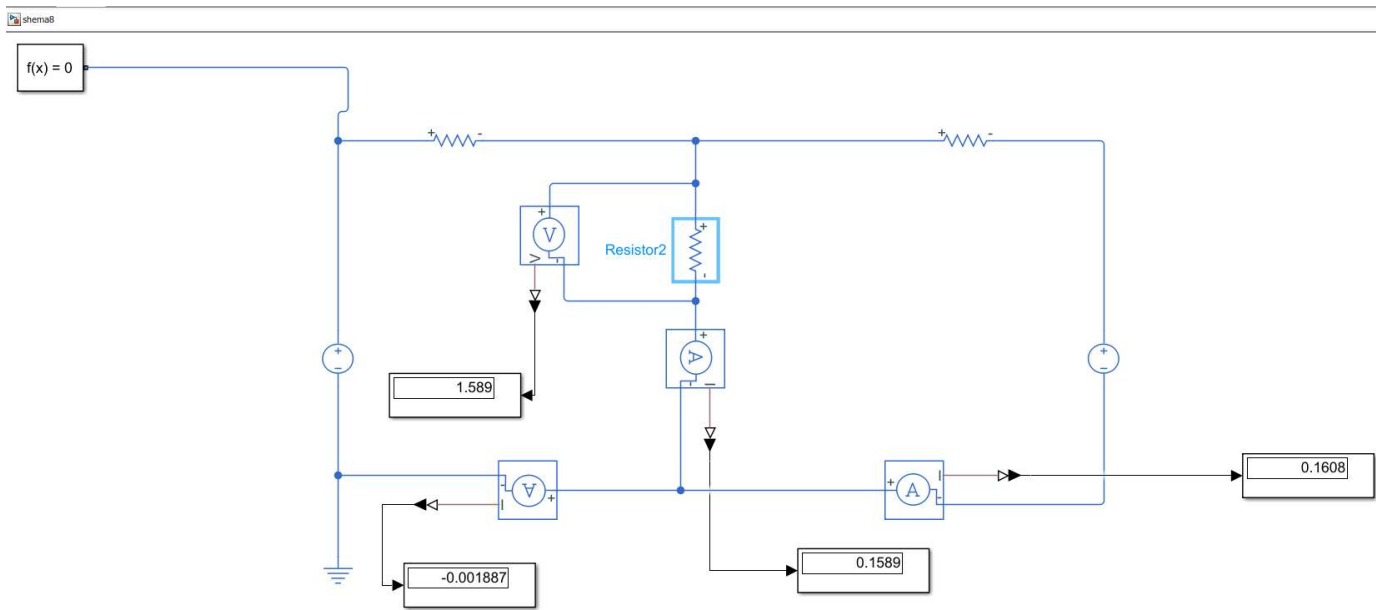 shema8
f(x) = 0
+ -
+ -
+
V
-
V
Resistor2
+
-
+
A
-
I
+
-
+
-
1.589
-
A
+
I
+
A
I
-
0.1608
-0.001887
0.1589